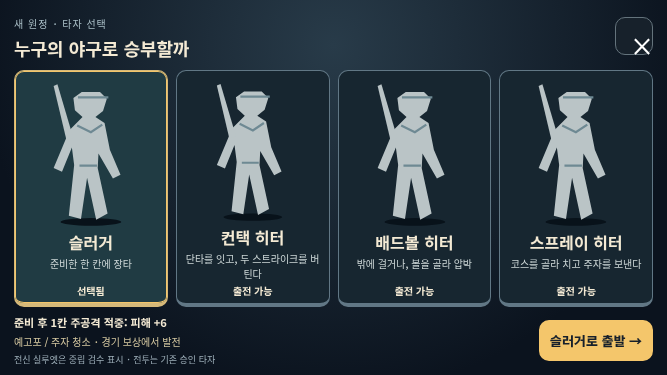 새 원정 · 타자 선택
누구의 야구로 승부할까
슬러거
준비한 한 칸에 장타
선택됨
컨택 히터
단타를 잇고, 두 스트라이크를 버
틴다
출전 가능
배드볼 히터
밖에 걸거나, 볼을 골라 압박
출전 가능
스프레이 히터
코스를 골라 치고 주자를 보낸다
출전 가능
준비 후 1칸 주공격 적중: 피해 +6
예고포 / 주자 청소 · 경기 보상에서 발전
전신 실루엣은 중립 검수 표시 · 전투는 기존 승인 타자
슬러거로 출발 →